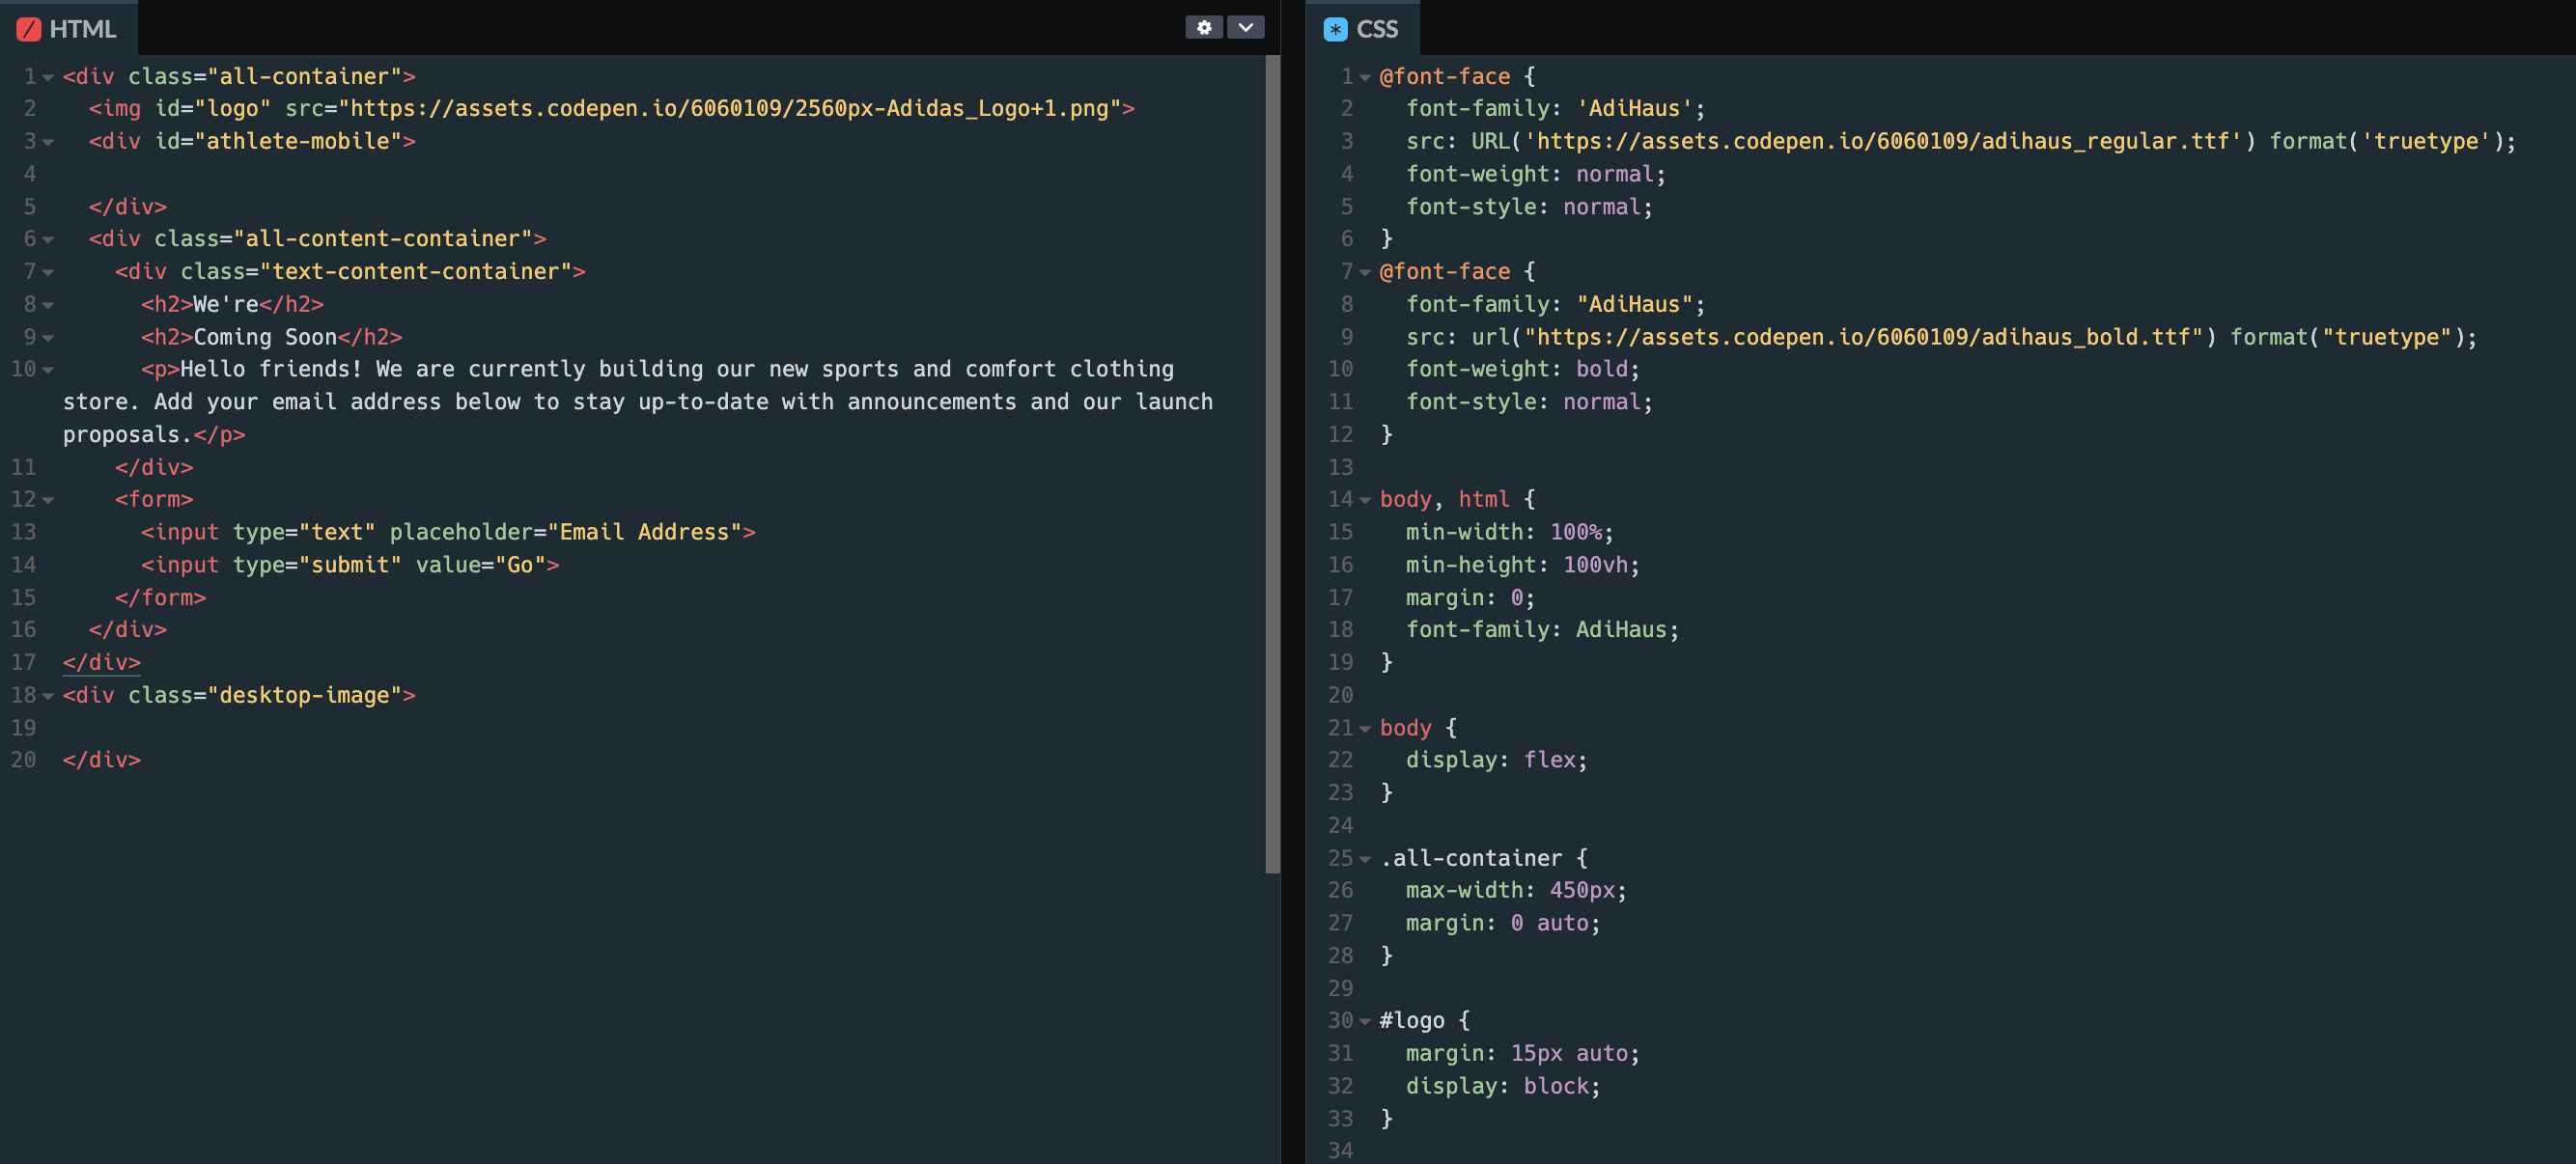 HTML
1 <div class="all-container">
2   <img id="logo" src="https://assets.codepen.io/6060109/2560px-Adidas_Logo+1.png">
3   <div id="athlete-mobile">
4
5   </div>
6   <div class="all-content-container">
7     <div class="text-content-container">
8       <h2>We're</h2>
9       <h2>Coming Soon</h2>
10       <p>Hello friends! We are currently building our new sports and comfort clothing
store. Add your email address below to stay up-to-date with announcements and our launch
proposals.</p>
11     </div>
12     <form>
13       <input type="text" placeholder="Email Address">
14       <input type="submit" value="Go">
15     </form>
16   </div>
17 </div>
18 <div class="desktop-image">
19
20 </div>
CSS
1 @font-face {
2   font-family: 'AdiHaus';
3   src: URL('https://assets.codepen.io/6060109/adihaus_regular.ttf') format('truetype');
4   font-weight: normal;
5   font-style: normal;
6 }
7 @font-face {
8   font-family: "AdiHaus";
9   src: url("https://assets.codepen.io/6060109/adihaus_bold.ttf") format("truetype");
10   font-weight: bold;
11   font-style: normal;
12 }
13
14 body, html {
15   min-width: 100%;
16   min-height: 100vh;
17   margin: 0;
18   font-family: AdiHaus;
19 }
20
21 body {
22   display: flex;
23 }
24
25 .all-container {
26   max-width: 450px;
27   margin: 0 auto;
28 }
29
30 #logo {
31   margin: 15px auto;
32   display: block;
33 }
34